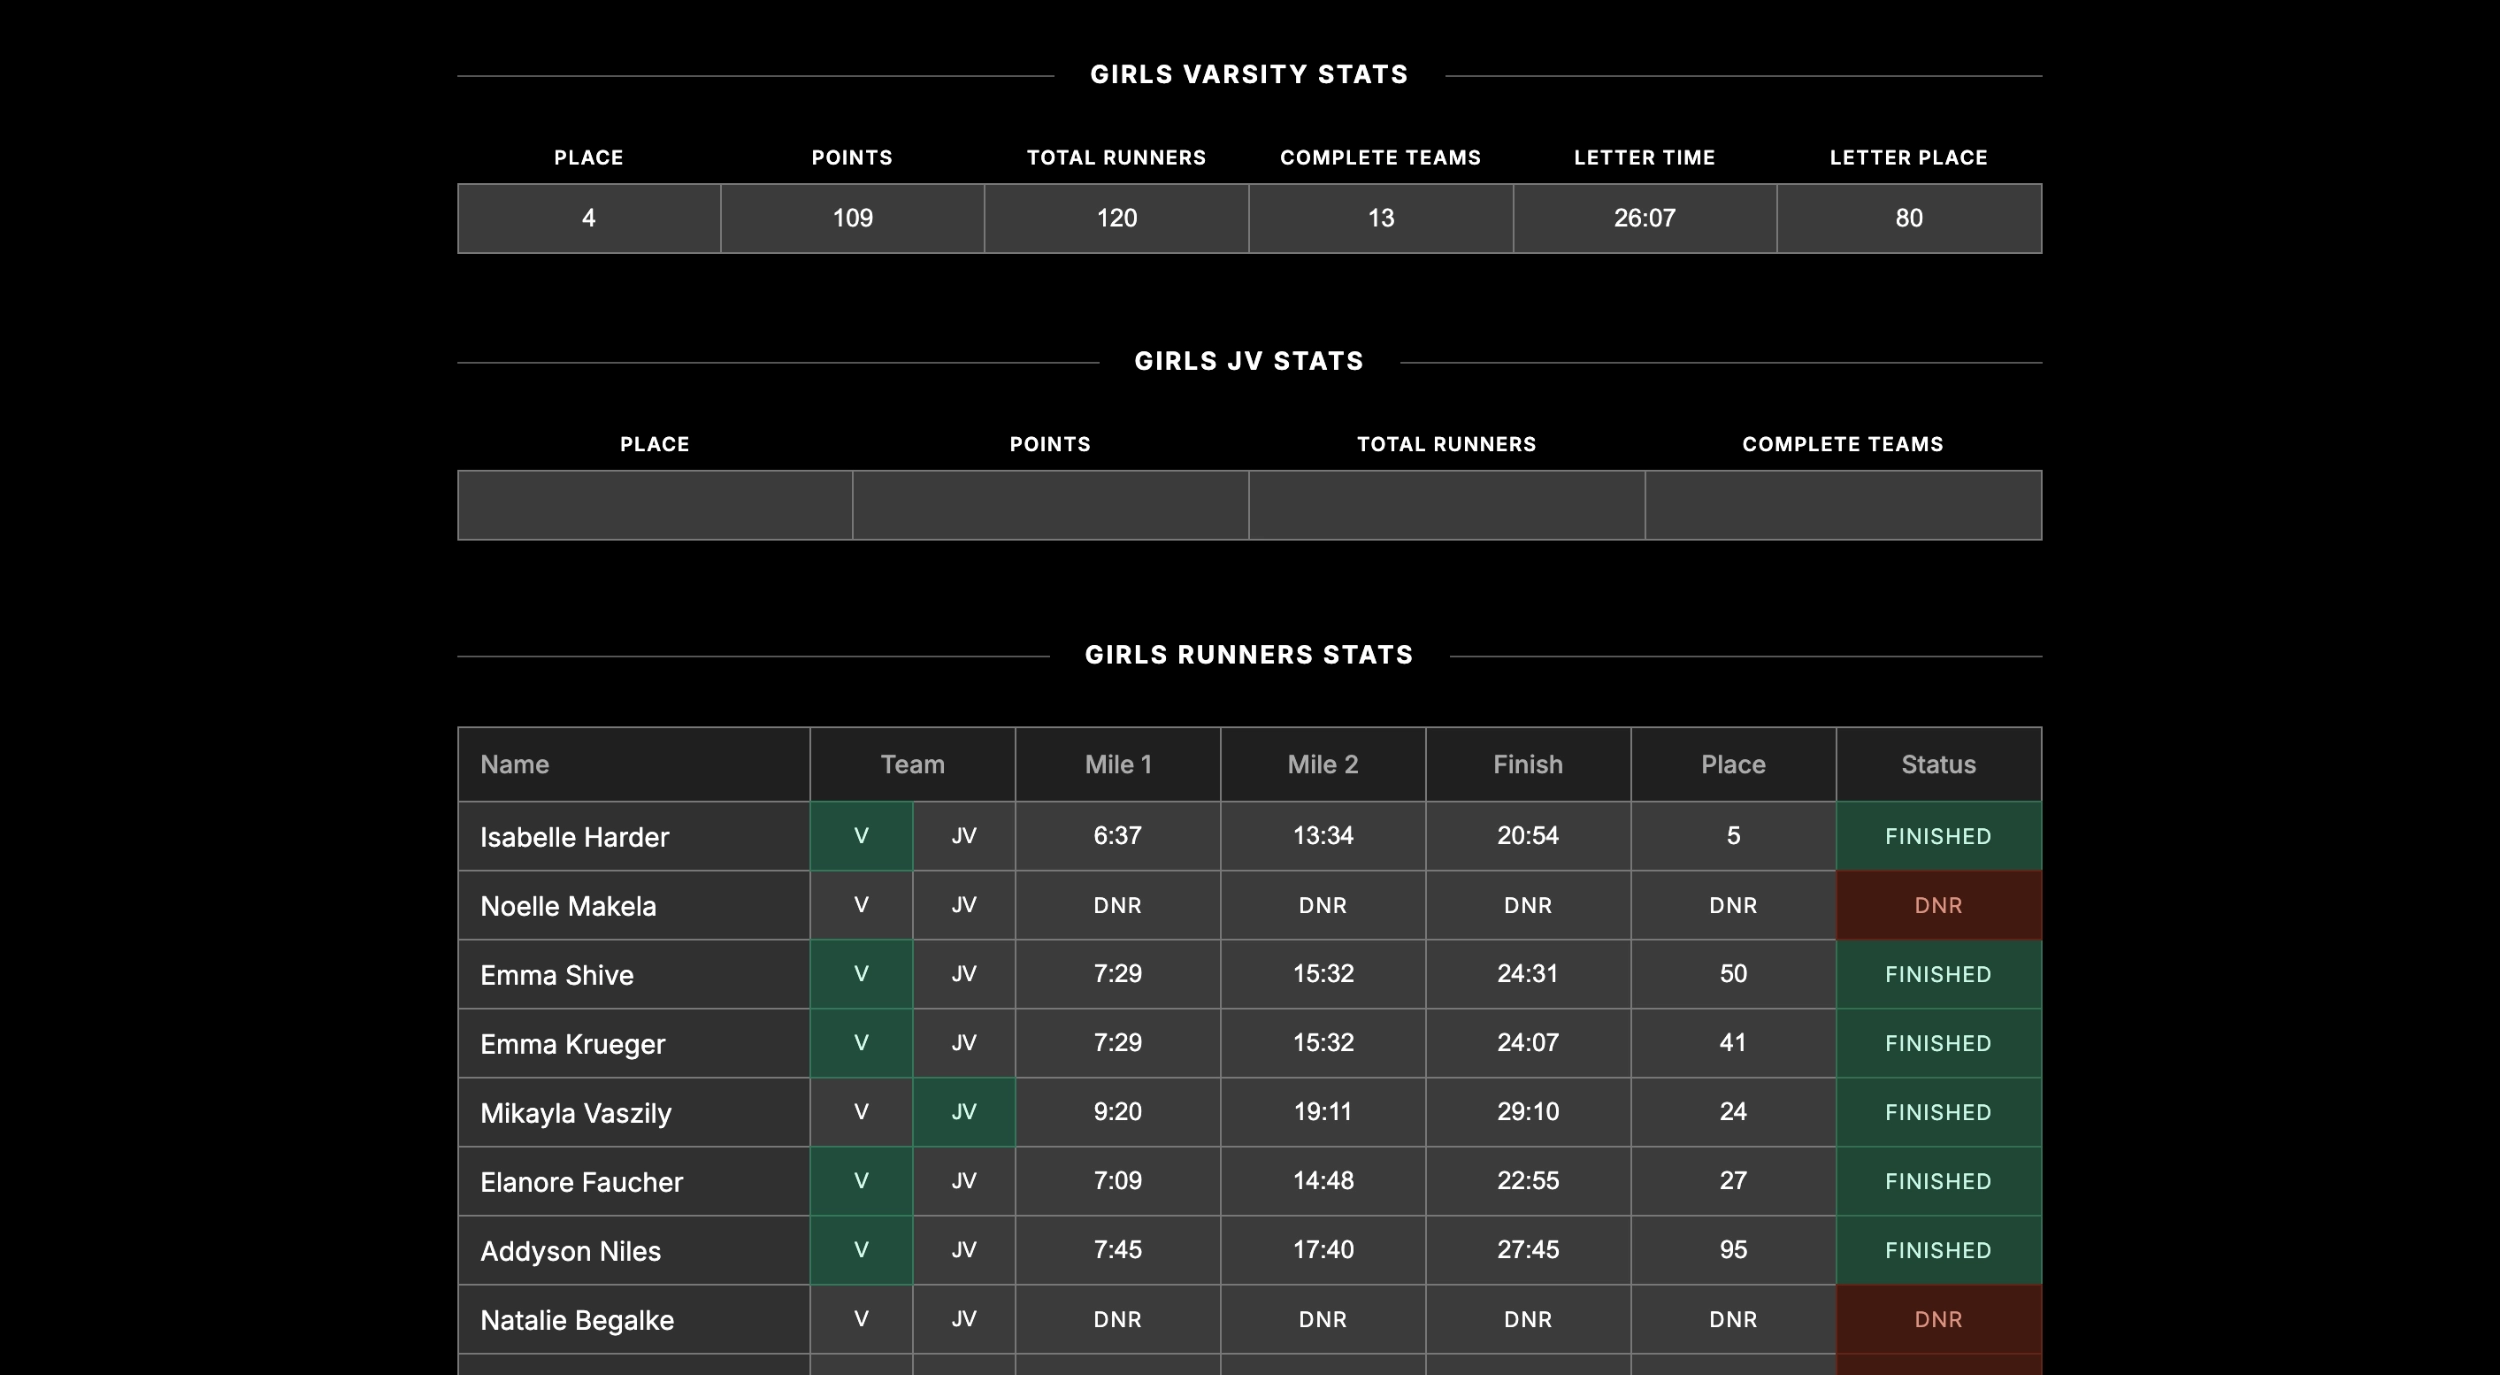 GIRLS VARSITY STATS
PLACE POINTS TOTAL RUNNERS COMPLETE TEAMS LETTER TIME LETTER PLACE
4 109 120 13 26:07 80
GIRLS JV STATS
PLACE POINTS TOTAL RUNNERS COMPLETE TEAMS
GIRLS RUNNERS STATS
Name Team Mile 1 Mile 2 Finish Place Status
Isabelle Harder V JV 6:37 13:34 20:54 5 FINISHED
Noelle Makela V JV DNR DNR DNR DNR DNR
Emma Shive V JV 7:29 15:32 24:31 50 FINISHED
Emma Krueger V JV 7:29 15:32 24:07 41 FINISHED
Mikayla Vaszily V JV 9:20 19:11 29:10 24 FINISHED
Elanore Faucher V JV 7:09 14:48 22:55 27 FINISHED
Addyson Niles V JV 7:45 17:40 27:45 95 FINISHED
Natalie Begalke V JV DNR DNR DNR DNR DNR